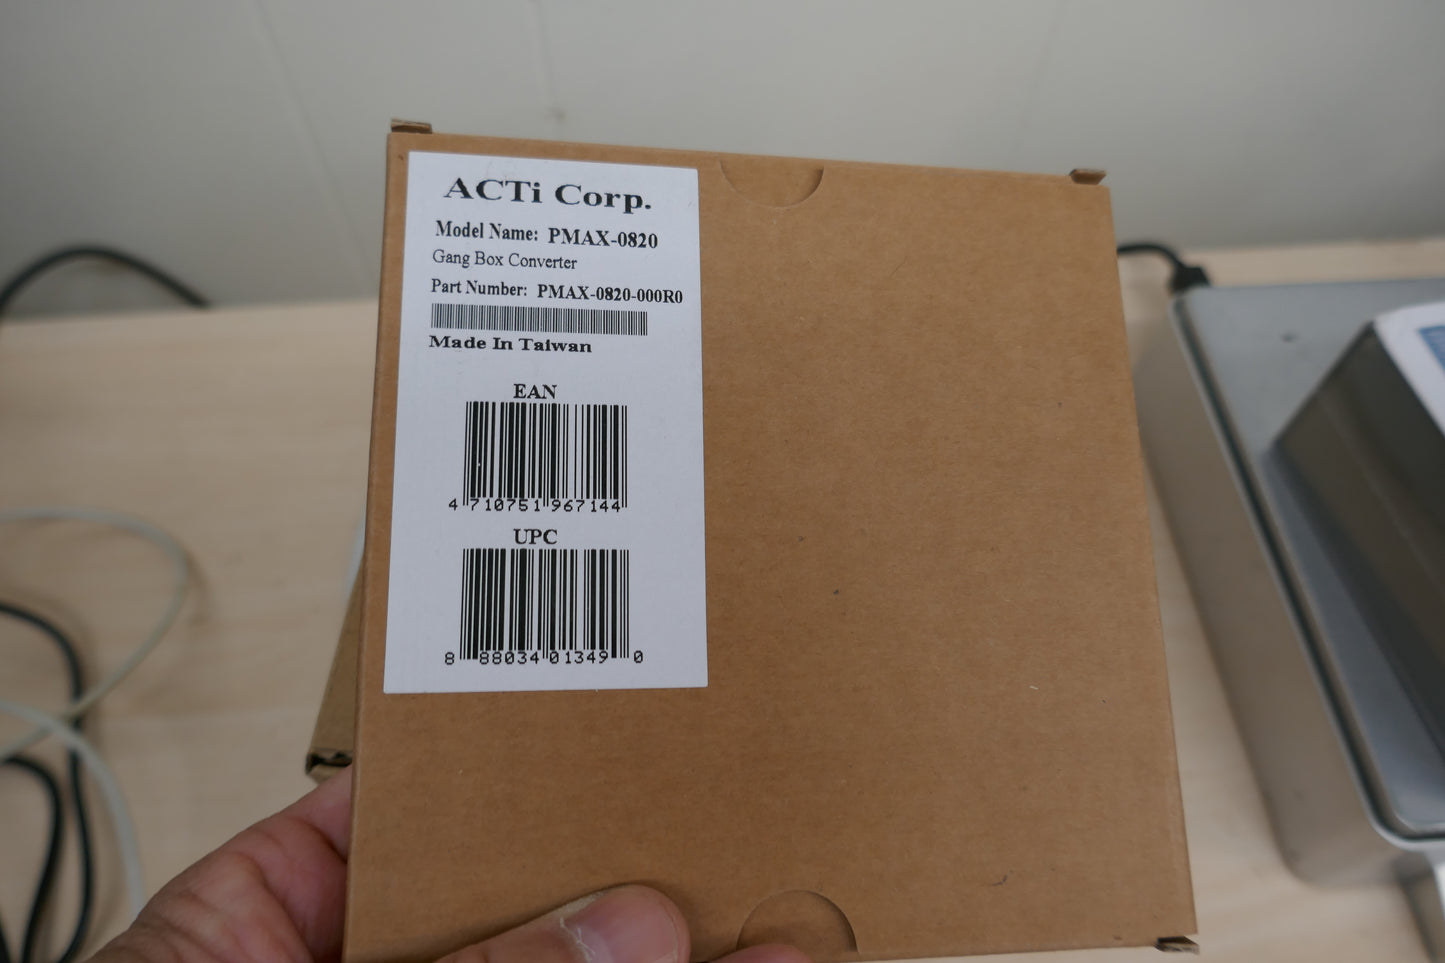 ACTi Corp.
Model Name: PMAX-0820
Gang Box Converter
Part Number: PMAX-0820-000R0
Made In Taiwan
EAN
4 710751 967144
UPC
8 88034 01349 0